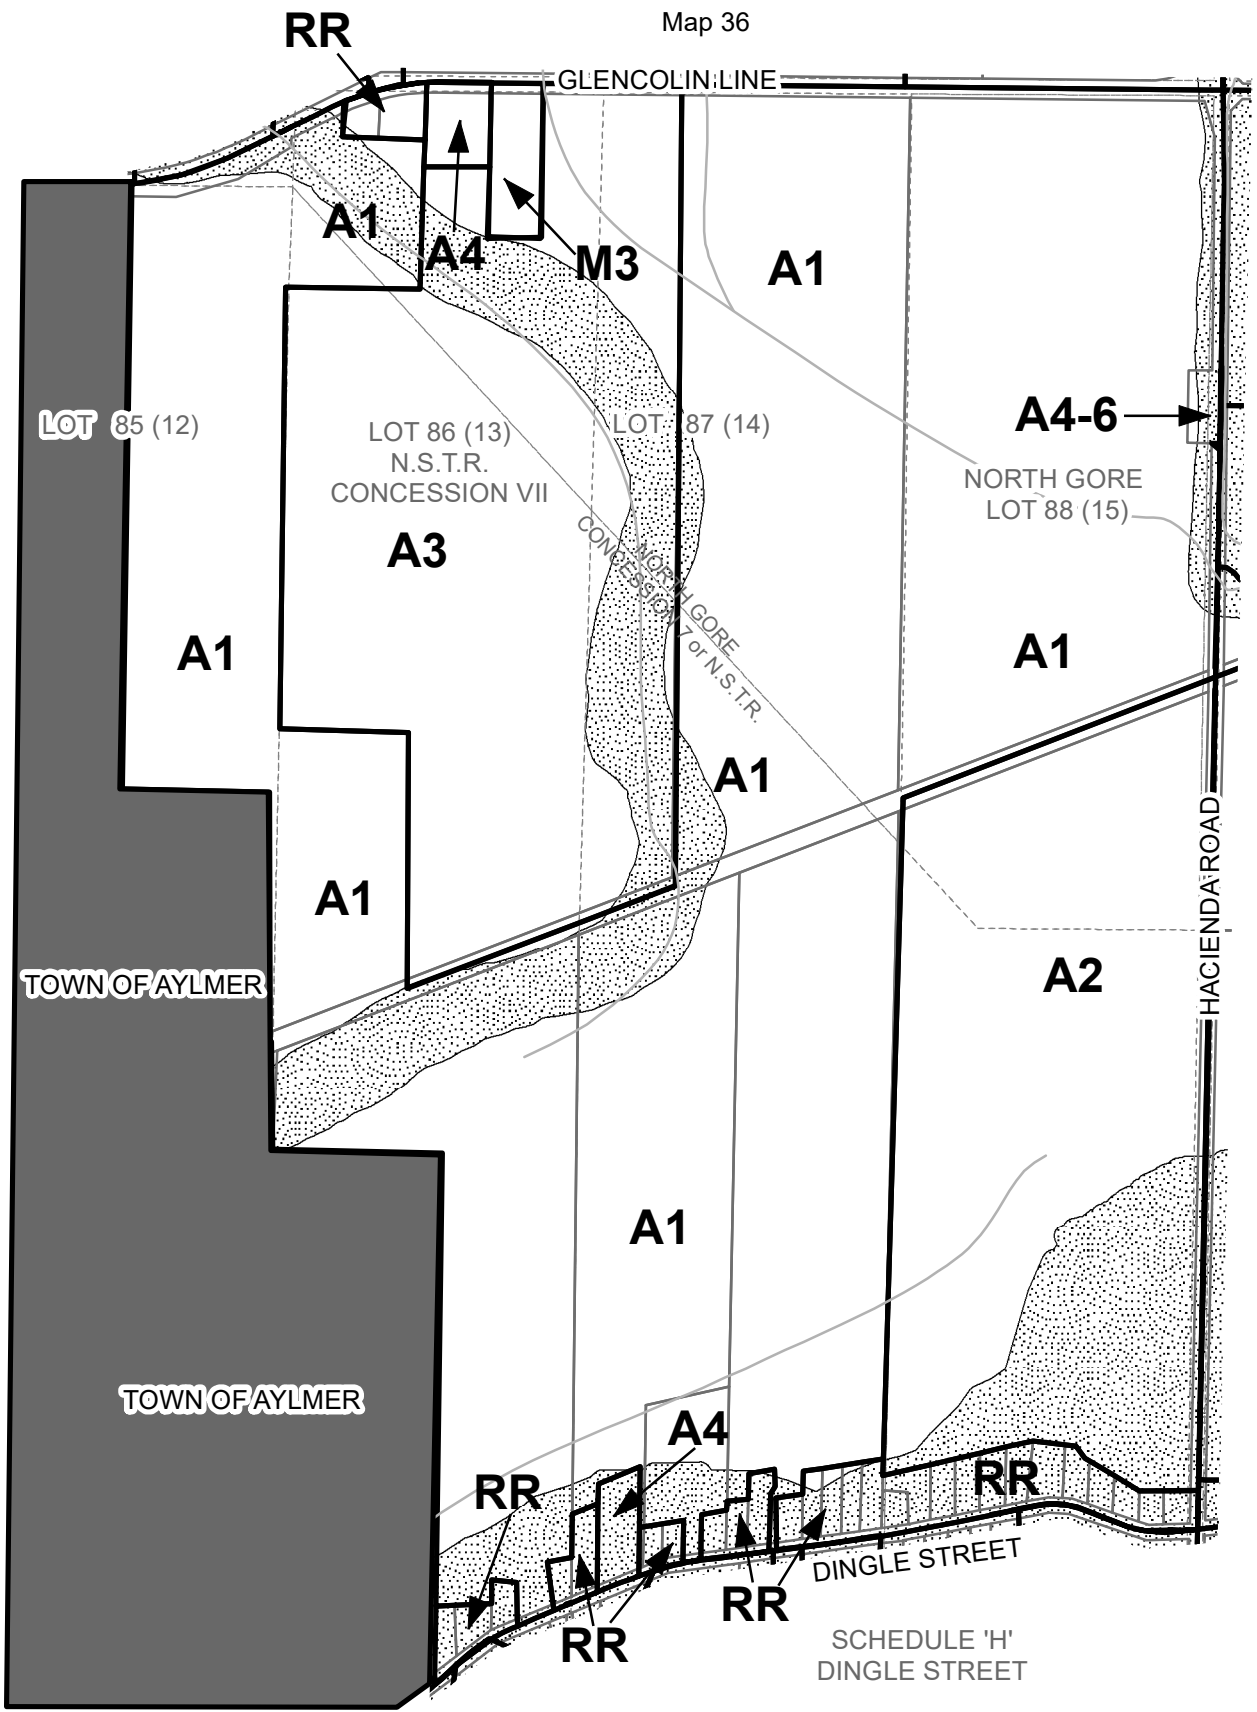 Map 36
RR
GLENCOLIN LINE
A1
A4
M3
A1
LOT 85 (12)
LOT 86 (13)
N.S.T.R.
CONCESSION VII
LOT 87 (14)
A4-6
NORTH GORE
LOT 88 (15)
A3
NORTH GORE
CONCESSION 7 or N.S.T.R.
A1
A1
A1
HACIENDA ROAD
A1
TOWN OF AYLMER
A2
A1
TOWN OF AYLMER
A4
RR
RR
DINGLE STREET
RR
RR
SCHEDULE 'H'
DINGLE STREET